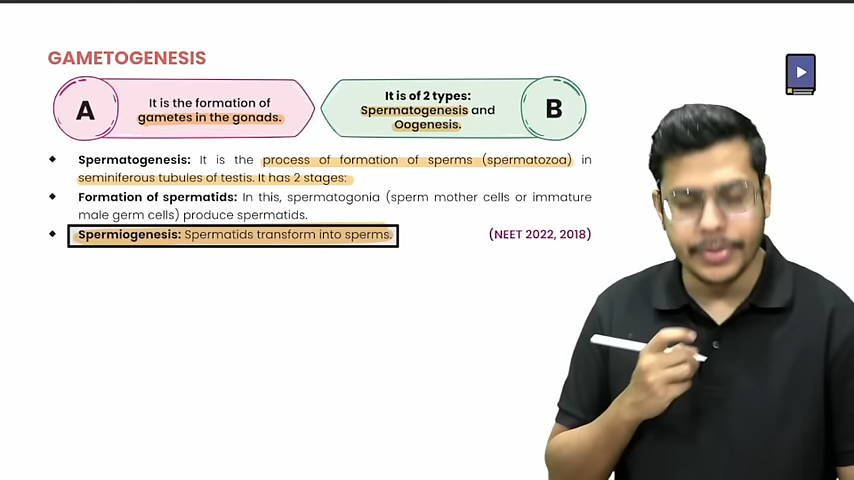 GAMETOGENESIS
A
It is the formation of
gametes in the gonads.
It is of 2 types:
Spermatogenesis and
Oogenesis.
B
Spermatogenesis: It is the process of formation of sperms (spermatozoa) in
seminiferous tubules of testis. It has 2 stages:
Formation of spermatids: In this, spermatogonia (sperm mother cells or immature
male germ cells) produce spermatids.
Spermiogenesis: Spermatids transform into sperms. (NEET 2022, 2018)